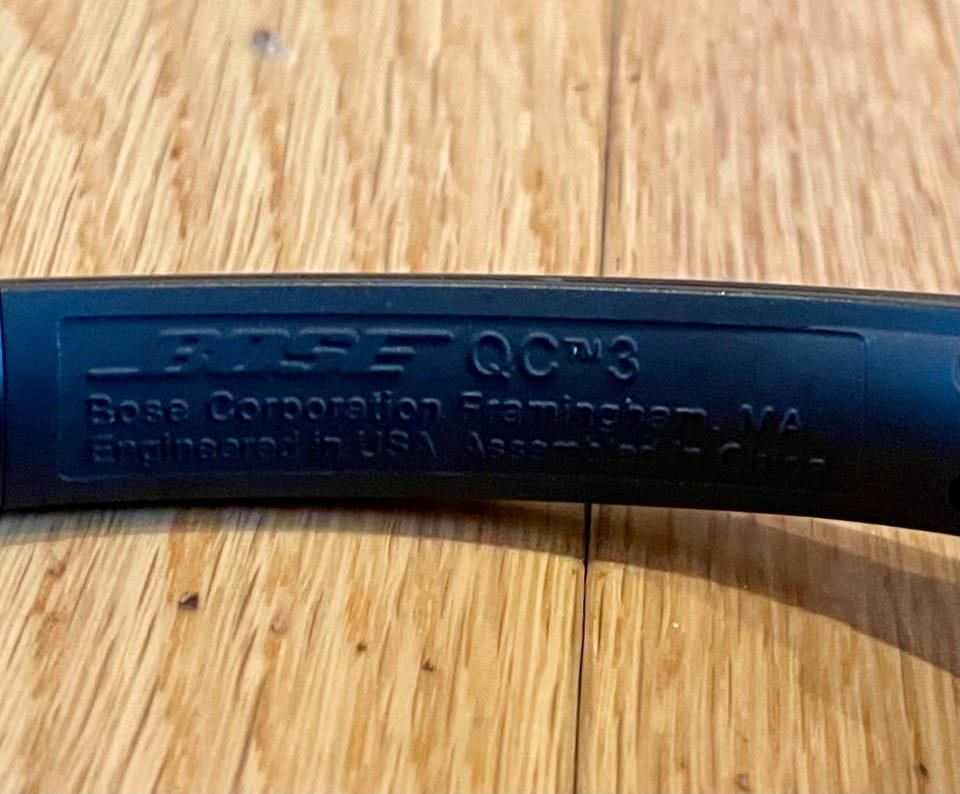 BOSE QC™3
Bose Corporation Framingham, MA
Engineered in USA Assembled in China